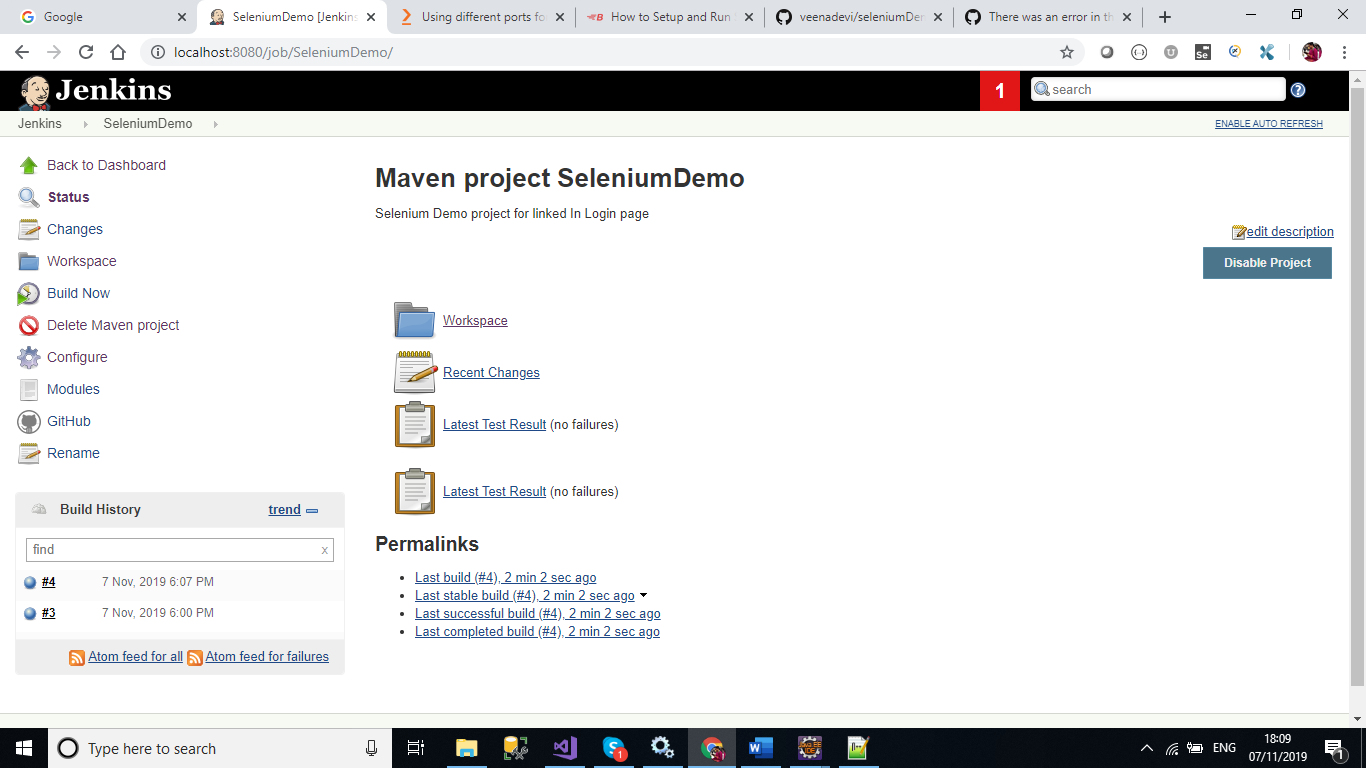 Google
SeleniumDemo [Jenkins
Using different ports fo
How to Setup and Run
veenadevi/seleniumDem
There was an error in th
localhost:8080/job/SeleniumDemo/
Se
Jenkins
1
search
Jenkins
SeleniumDemo
ENABLE AUTO REFRESH
Back to Dashboard
Status
Changes
Workspace
Build Now
Delete Maven project
Configure
Modules
GitHub
Rename
Maven project SeleniumDemo
Selenium Demo project for linked In Login page
edit description
Disable Project
Workspace
Recent Changes
Latest Test Result (no failures)
Latest Test Result (no failures)
Permalinks
Last build (#4), 2 min 2 sec ago
Last stable build (#4), 2 min 2 sec ago
Last successful build (#4), 2 min 2 sec ago
Last completed build (#4), 2 min 2 sec ago
Build History
trend
find
x
#4 7 Nov, 2019 6:07 PM
#3 7 Nov, 2019 6:00 PM
Atom feed for all
Atom feed for failures
Type here to search
1
ENG
18:09
07/11/2019
1